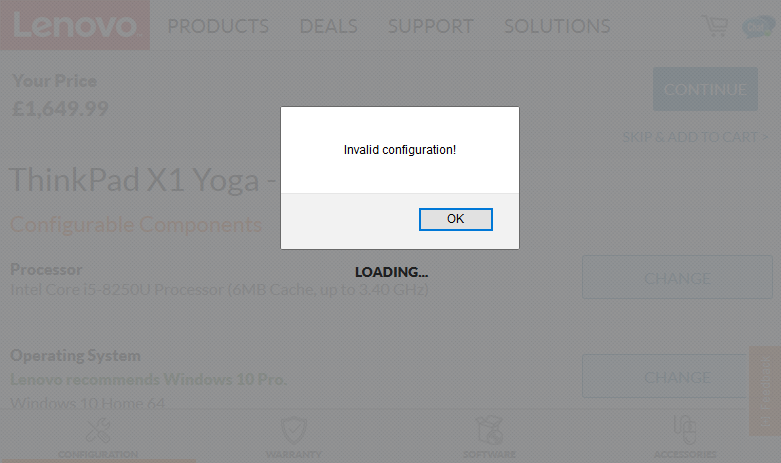 Lenovo
PRODUCTS DEALS SUPPORT SOLUTIONS
Your Price
£1,649.99
CONTINUE
SKIP & ADD TO CART >
Invalid configuration!
OK
ThinkPad X1 Yoga -
Configurable Components
LOADING...
Processor
Intel Core i5-8250U Processor (6MB Cache, up to 3.40 GHz)
CHANGE
Operating System
Lenovo recommends Windows 10 Pro.
Windows 10 Home 64
CHANGE
CONFIGURATION WARRANTY SOFTWARE ACCESSORIES